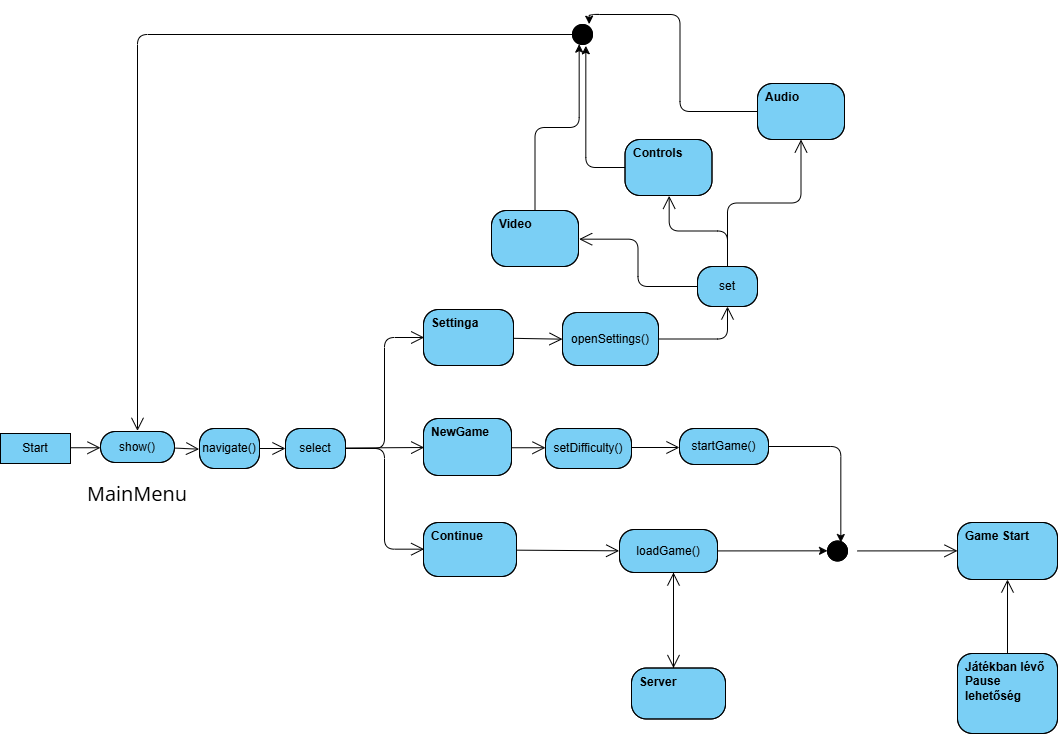 Audio
Controls
Video
set
Settinga
openSettings()
Start
show()
navigate()
select
NewGame
setDifficulty()
startGame()
MainMenu
Continue
loadGame()
Game Start
Server
Játékban lévő
Pause
lehetőség